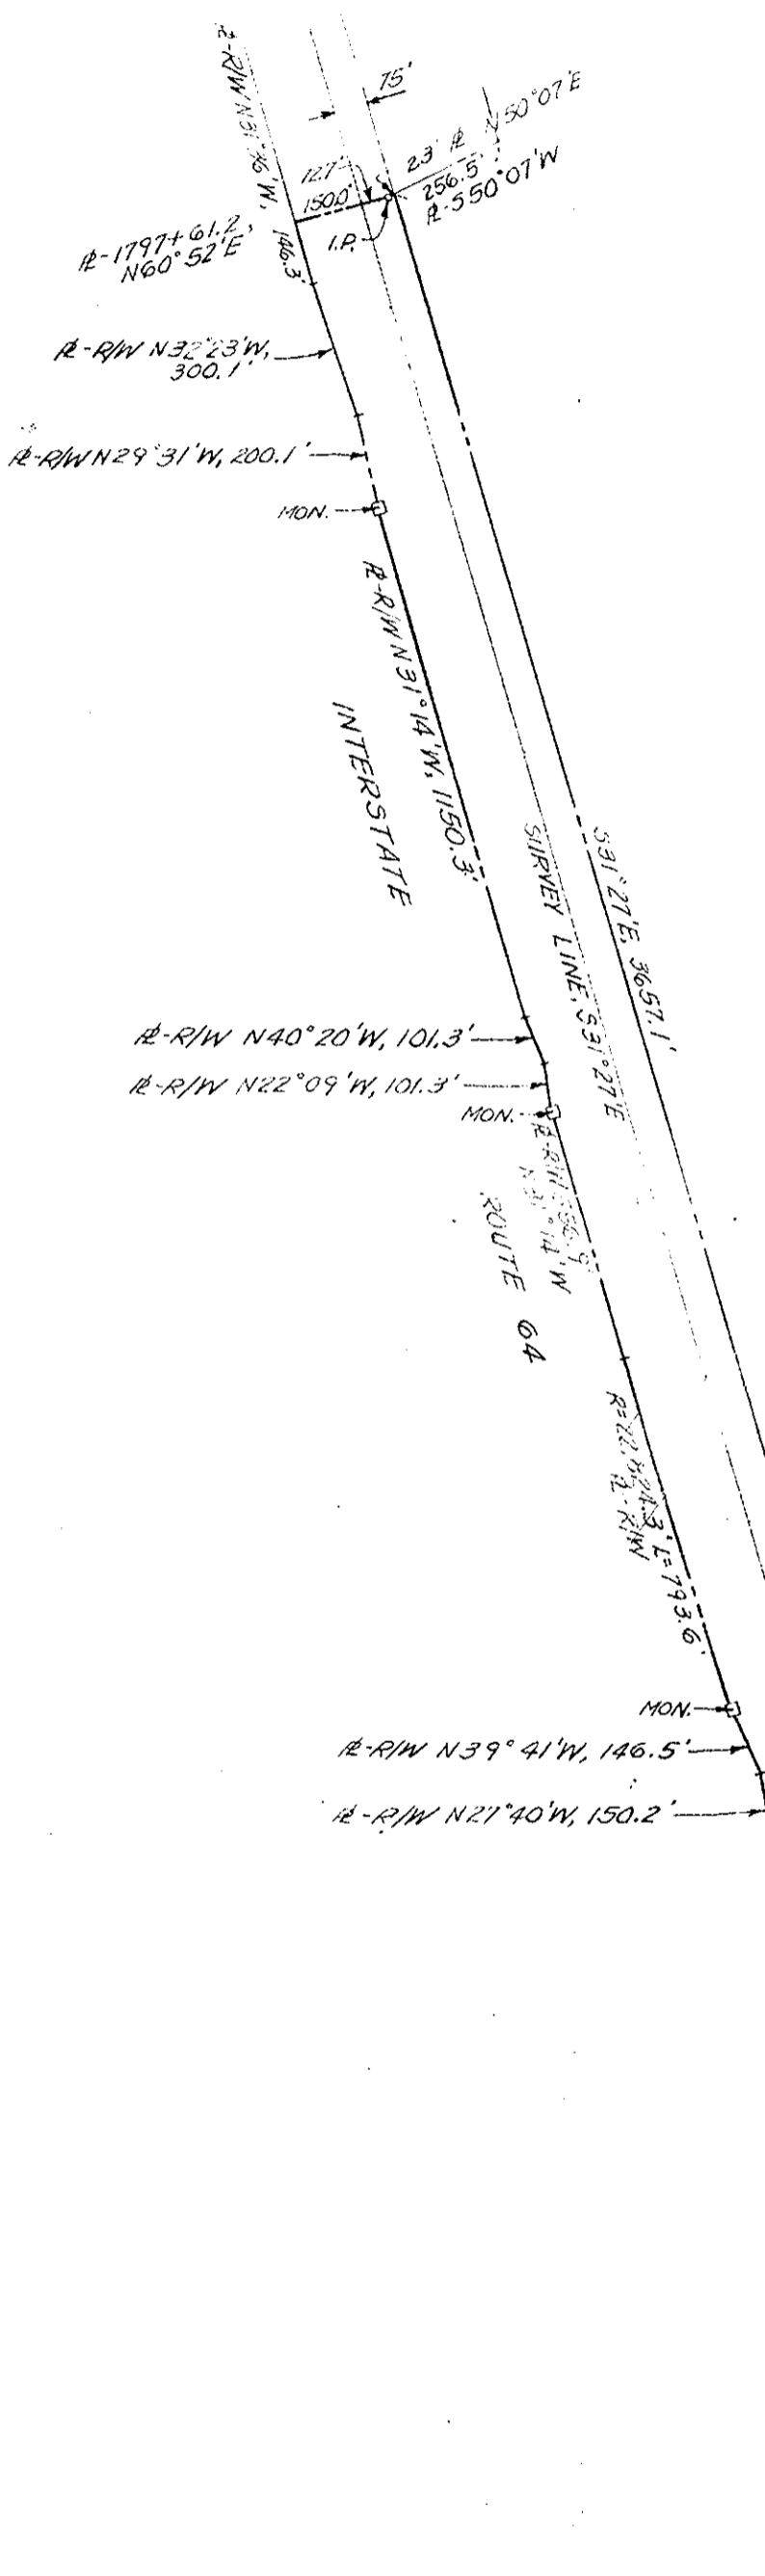 75'
℄-R/W N31°36'W, 146.3'
23' ℄ N50°07'E
12.7'
256.5'
℄-S50°07'W
150.0'
I.P.
℄-1797+61.2,
N60°52'E
℄-R/W N32°23'W,
300.1'
℄-R/W N29°31'W, 200.1'
MON.
℄-R/W N31°14'W, 1150.3'
INTERSTATE
SURVEY LINE, S31°27'E
S31°27'E, 3657.1'
℄-R/W N40°20'W, 101.3'
℄-R/W N22°09'W, 101.3'
MON.
℄-R/W
N31°14'W
ROUTE 64
L=793.6'
℄-R/W
MON.
℄-R/W N39°41'W, 146.5'
℄-R/W N27°40'W, 150.2'